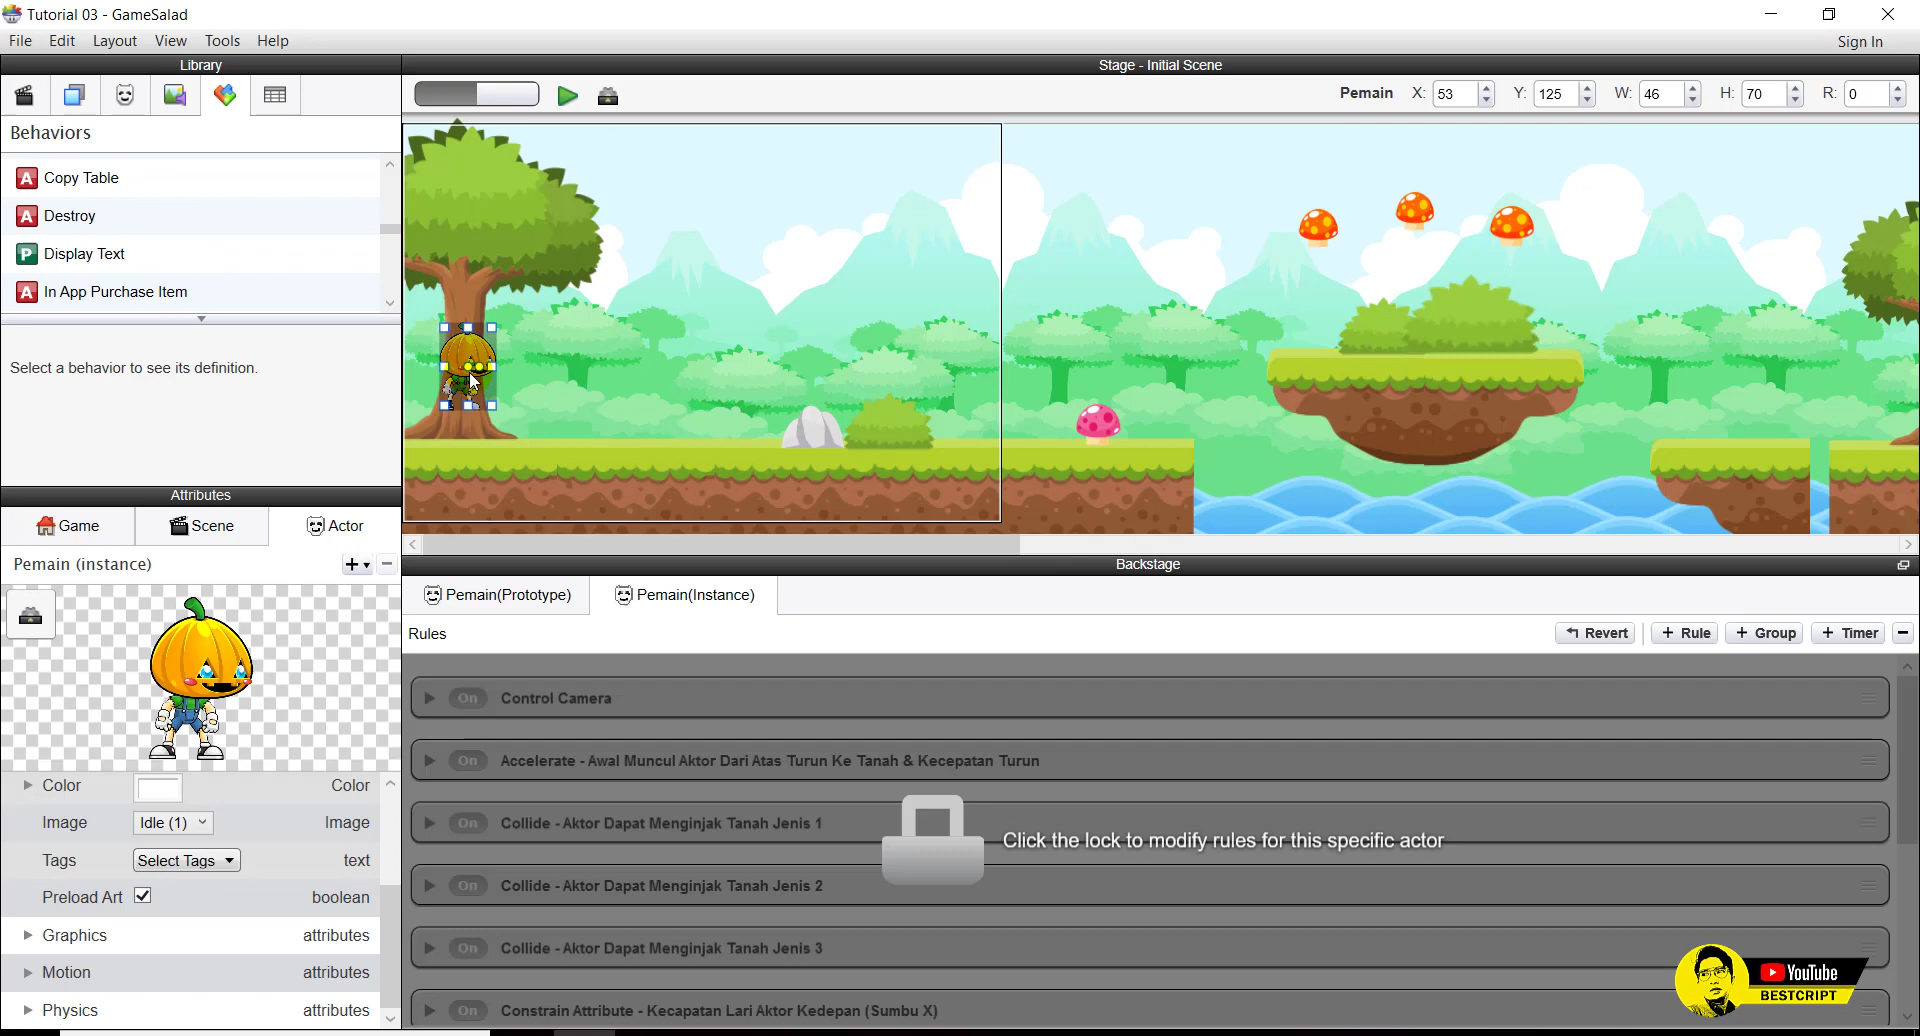 Tutorial 03 - GameSalad
File Edit Layout View Tools Help
Sign In
Library
Stage - Initial Scene
Pemain X: 53 Y: 125 W: 46 H: 70 R: 0
Behaviors
A Copy Table
A Destroy
P Display Text
A In App Purchase Item
Select a behavior to see its definition.
Attributes
Game Scene Actor
Pemain (instance)
Color Color
Image Idle (1) Image
Tags Select Tags text
Preload Art boolean
Graphics attributes
Motion attributes
Physics attributes
Backstage
Pemain(Prototype) Pemain(Instance)
Rules
Revert + Rule + Group + Timer
On Control Camera
On Accelerate - Awal Muncul Aktor Dari Atas Turun Ke Tanah & Kecepatan Turun
On Collide - Aktor Dapat Menginjak Tanah Jenis 1
Click the lock to modify rules for this specific actor
On Collide - Aktor Dapat Menginjak Tanah Jenis 2
On Collide - Aktor Dapat Menginjak Tanah Jenis 3
On Constrain Attribute - Kecepatan Lari Aktor Kedepan (Sumbu X)
YouTube
BESTCRIPT